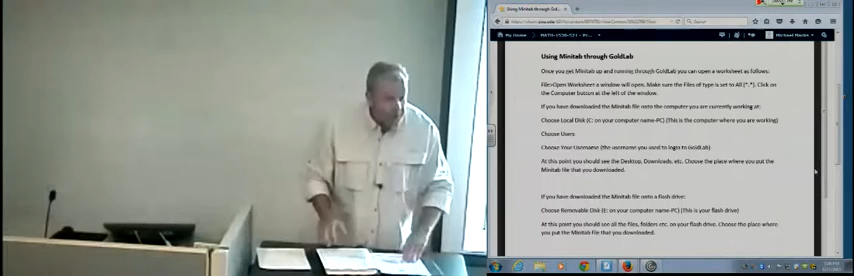 Using Minitab through GoldLab
Once you get Minitab up and running through GoldLab you can open a worksheet as follows:
File>Open Worksheet a window will open. Make sure the Files of type is set to All (*.*). Click on
the Computer button at the left of the window.
If you have downloaded the Minitab file onto the computer you are currently working at:
Choose Local Disk (C: on your computer name-PC) (This is the computer where you are working)
Choose Users
Choose Your Username (the username you used to login to GoldLab)
At this point you should see the Desktop, Downloads, etc. Choose the place where you put the
Minitab file that you downloaded.
If you have downloaded the Minitab file onto a flash drive:
Choose Removable Disk (E: on your computer name-PC) (This is your flash drive)
At this point you should see all the files, folders etc. on your flash drive. Choose the place where
you put the Minitab file that you downloaded.